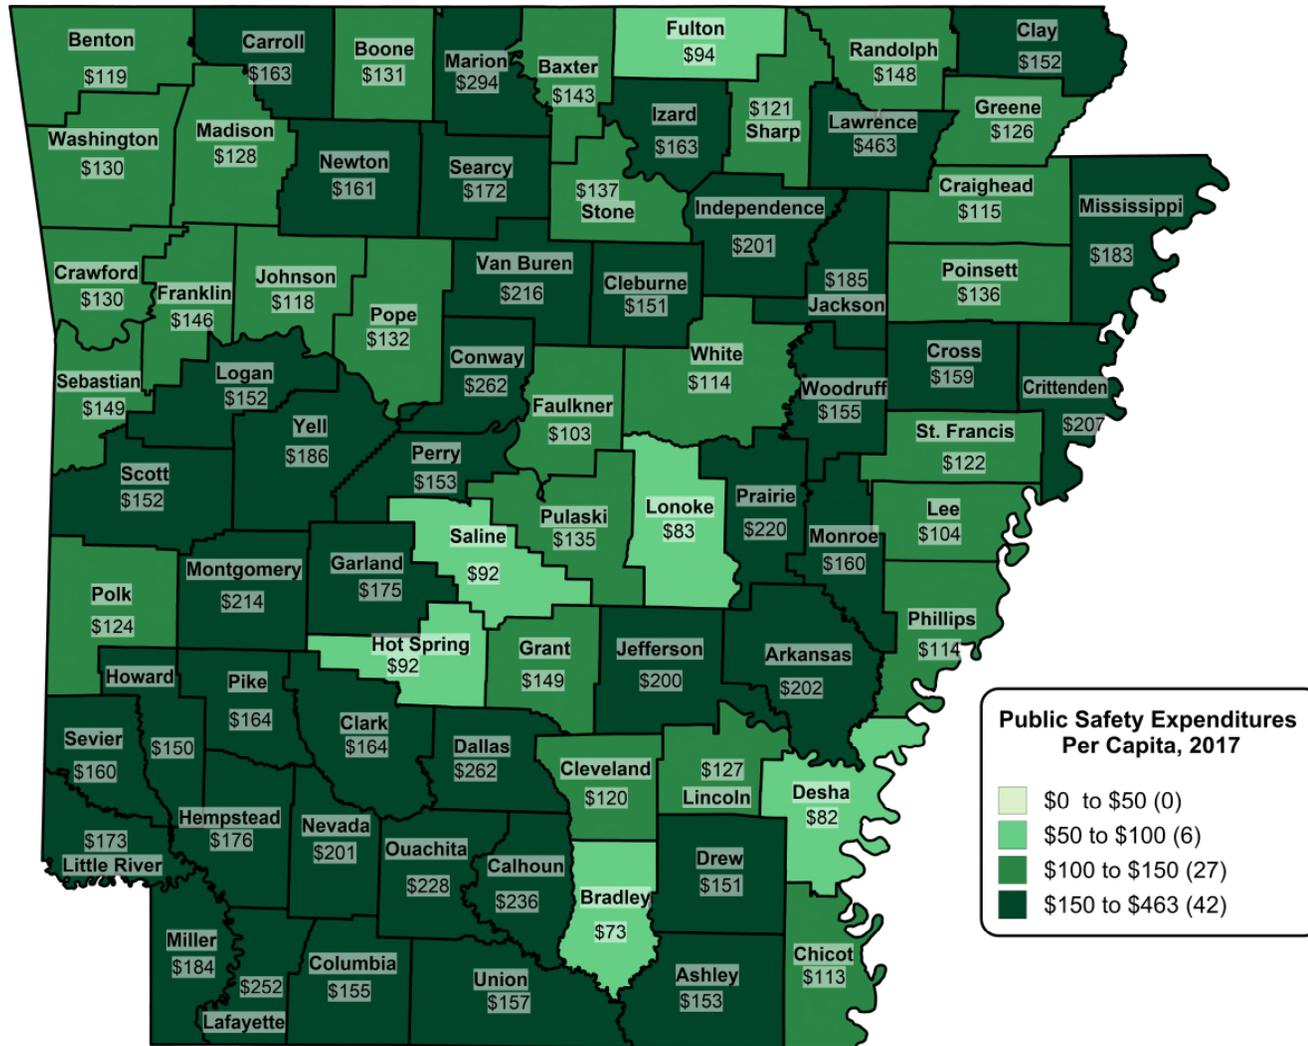 Benton
$119
Carroll
$163
Boone
$131
Marion
$294
Baxter
$143
Fulton
$94
Randolph
$148
Clay
$152
Washington
$130
Madison
$128
Newton
$161
Searcy
$172
$137
Stone
Izard
$163
$121
Sharp
Lawrence
$463
Greene
$126
Craighead
$115
Mississippi
$183
Independence
$201
$185
Jackson
Poinsett
$136
Crawford
$130
Franklin
$146
Johnson
$118
Pope
$132
Van Buren
$216
Cleburne
$151
Conway
$262
White
$114
Woodruff
$155
Cross
$159
Crittenden
$207
Sebastian
$149
Logan
$152
Yell
$186
Faulkner
$103
St. Francis
$122
Scott
$152
Perry
$153
Saline
$92
Pulaski
$135
Lonoke
$83
Prairie
$220
Monroe
$160
Lee
$104
Polk
$124
Montgomery
$214
Garland
$175
Hot Spring
$92
Grant
$149
Jefferson
$200
Arkansas
$202
Phillips
$114
Howard
$150
Pike
$164
Clark
$164
Sevier
$160
Dallas
$262
Cleveland
$120
$127
Lincoln
Desha
$82
$173
Little River
Hempstead
$176
Nevada
$201
Ouachita
$228
Calhoun
$236
Bradley
$73
Drew
$151
Miller
$184
$252
Lafayette
Columbia
$155
Union
$157
Ashley
$153
Chicot
$113
Public Safety Expenditures
Per Capita, 2017
$0 to $50 (0)
$50 to $100 (6)
$100 to $150 (27)
$150 to $463 (42)